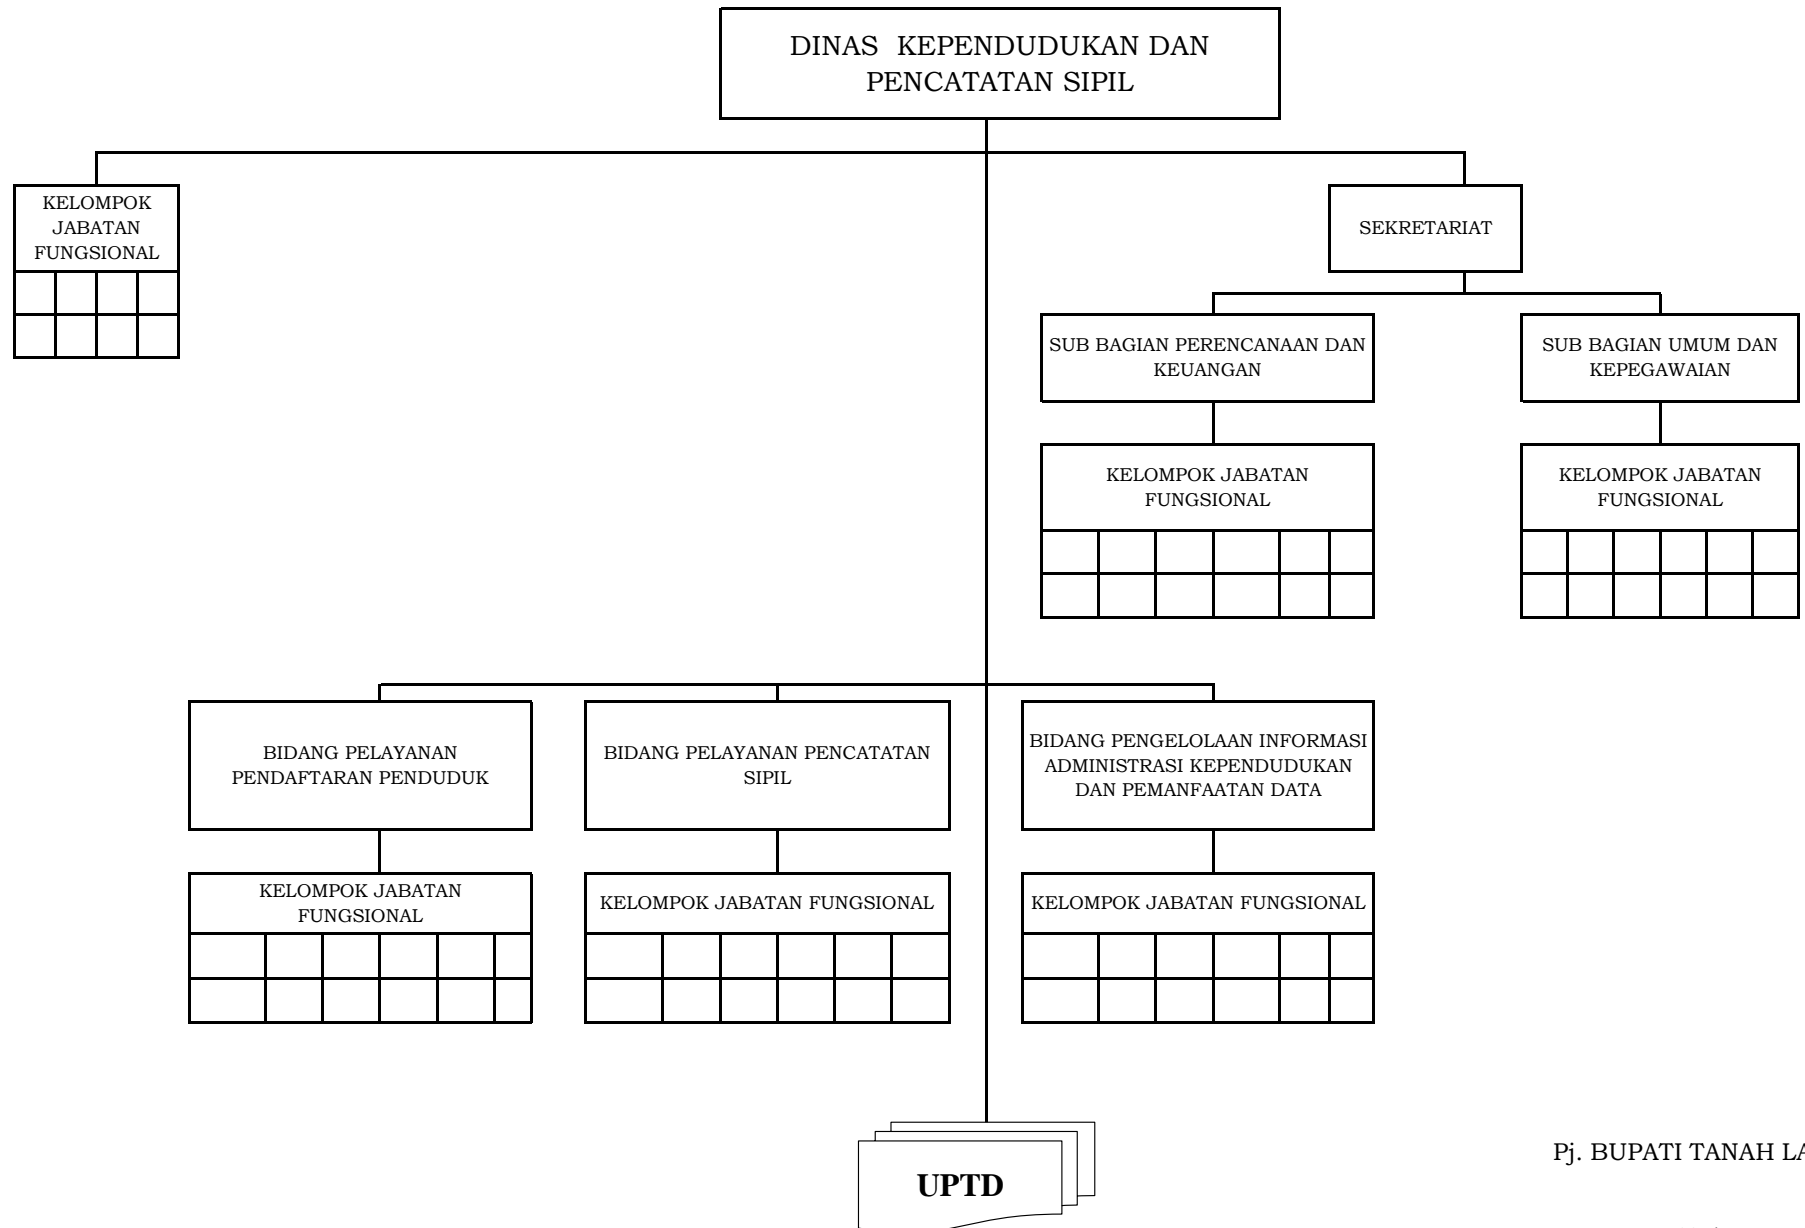 DINAS KEPENDUDUKAN DAN
PENCATATAN SIPIL
KELOMPOK
JABATAN
FUNGSIONAL
SEKRETARIAT
SUB BAGIAN PERENCANAAN DAN
KEUANGAN
SUB BAGIAN UMUM DAN
KEPEGAWAIAN
KELOMPOK JABATAN
FUNGSIONAL
KELOMPOK JABATAN
FUNGSIONAL
BIDANG PELAYANAN
PENDAFTARAN PENDUDUK
BIDANG PELAYANAN PENCATATAN
SIPIL
BIDANG PENGELOLAAN INFORMASI
ADMINISTRASI KEPENDUDUKAN
DAN PEMANFAATAN DATA
KELOMPOK JABATAN
FUNGSIONAL
KELOMPOK JABATAN FUNGSIONAL
KELOMPOK JABATAN FUNGSIONAL
UPTD
Pj. BUPATI TANAH